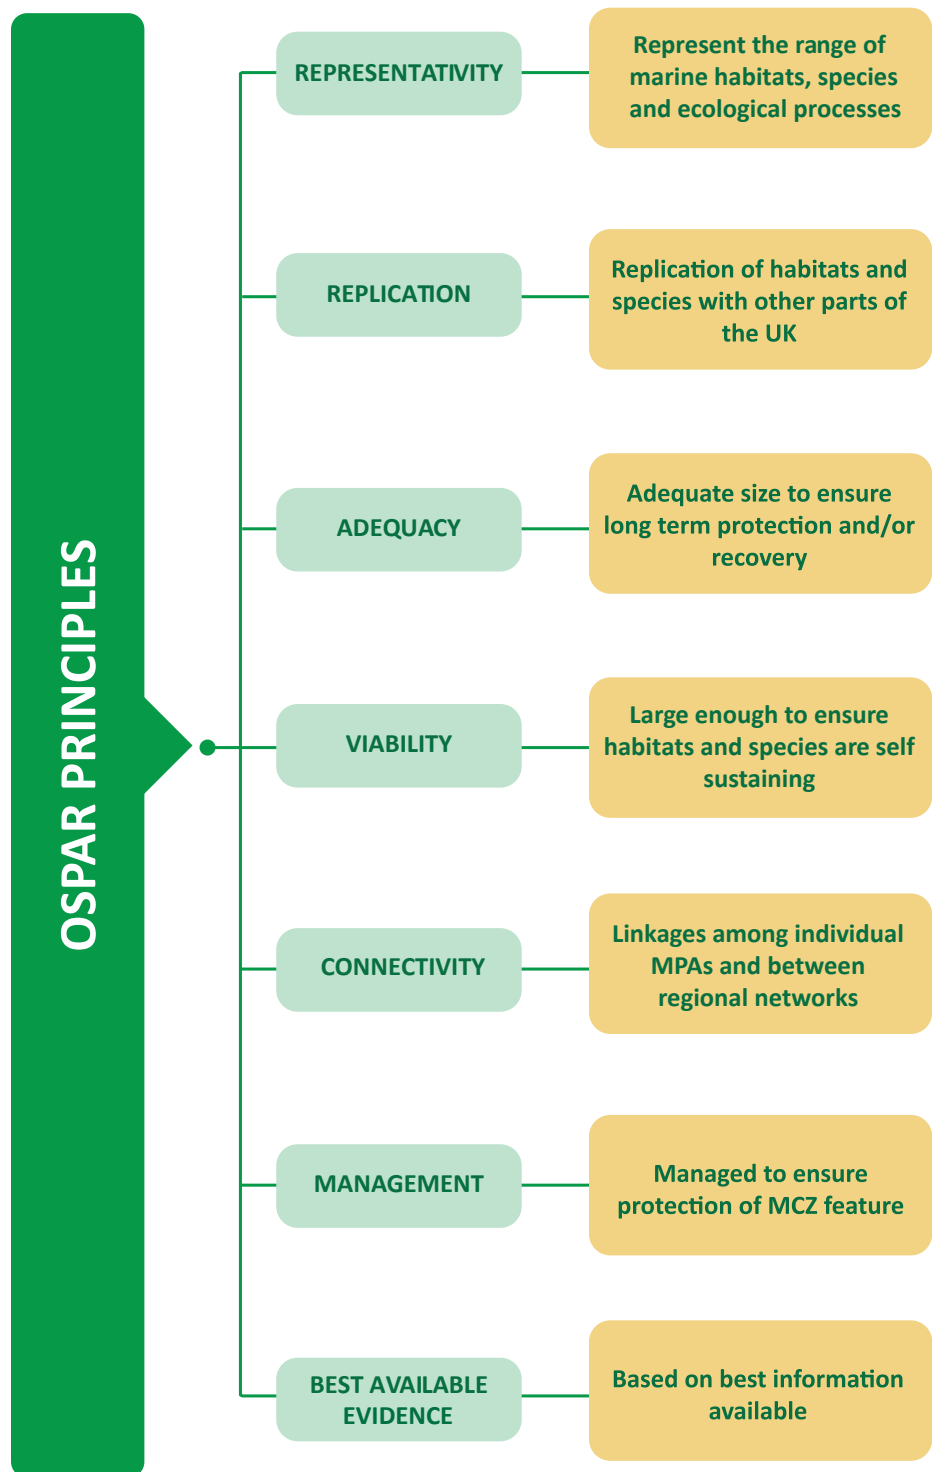 OSPAR PRINCIPLES
REPRESENTATIVITY
Represent the range of
marine habitats, species
and ecological processes
REPLICATION
Replication of habitats and
species with other parts of
the UK
ADEQUACY
Adequate size to ensure
long term protection and/or
recovery
VIABILITY
Large enough to ensure
habitats and species are self
sustaining
CONNECTIVITY
Linkages among individual
MPAs and between
regional networks
MANAGEMENT
Managed to ensure
protection of MCZ feature
BEST AVAILABLE
EVIDENCE
Based on best information
available